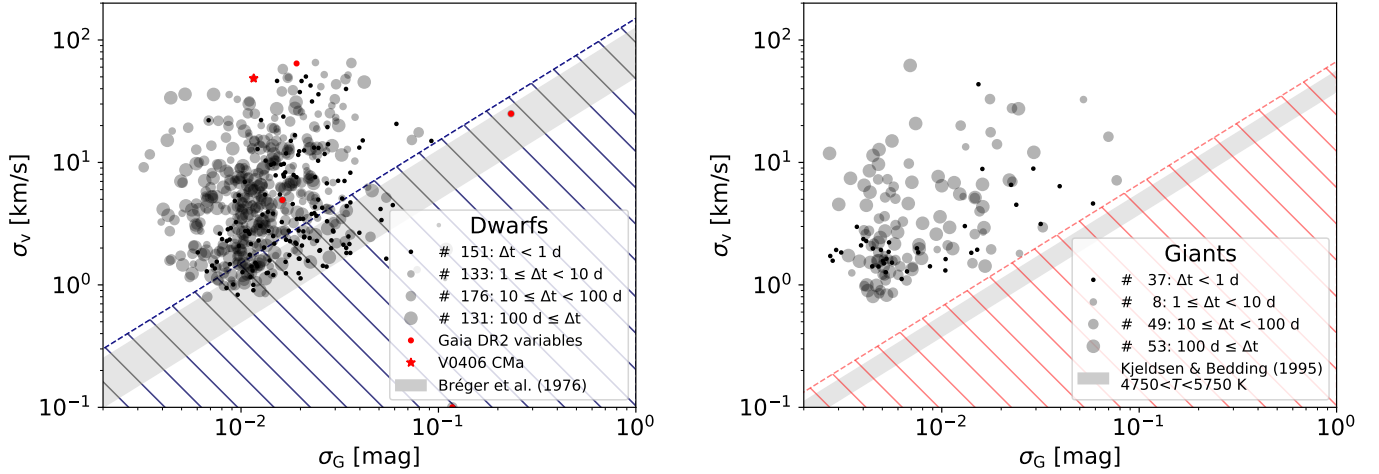 10²
10¹
10⁰
10⁻¹
σᵥ [km/s]
10⁻²
10⁻¹
10⁰
σ_G [mag]
Dwarfs
# 151: Δt < 1 d
# 133: 1 ≤ Δt < 10 d
# 176: 10 ≤ Δt < 100 d
# 131: 100 d ≤ Δt
Gaia DR2 variables
V0406 CMa
Bréger et al. (1976)
10²
10¹
10⁰
10⁻¹
σᵥ [km/s]
10⁻²
10⁻¹
10⁰
σ_G [mag]
Giants
# 37: Δt < 1 d
# 8: 1 ≤ Δt < 10 d
# 49: 10 ≤ Δt < 100 d
# 53: 100 d ≤ Δt
Kjeldsen & Bedding (1995)
4750<T<5750 K